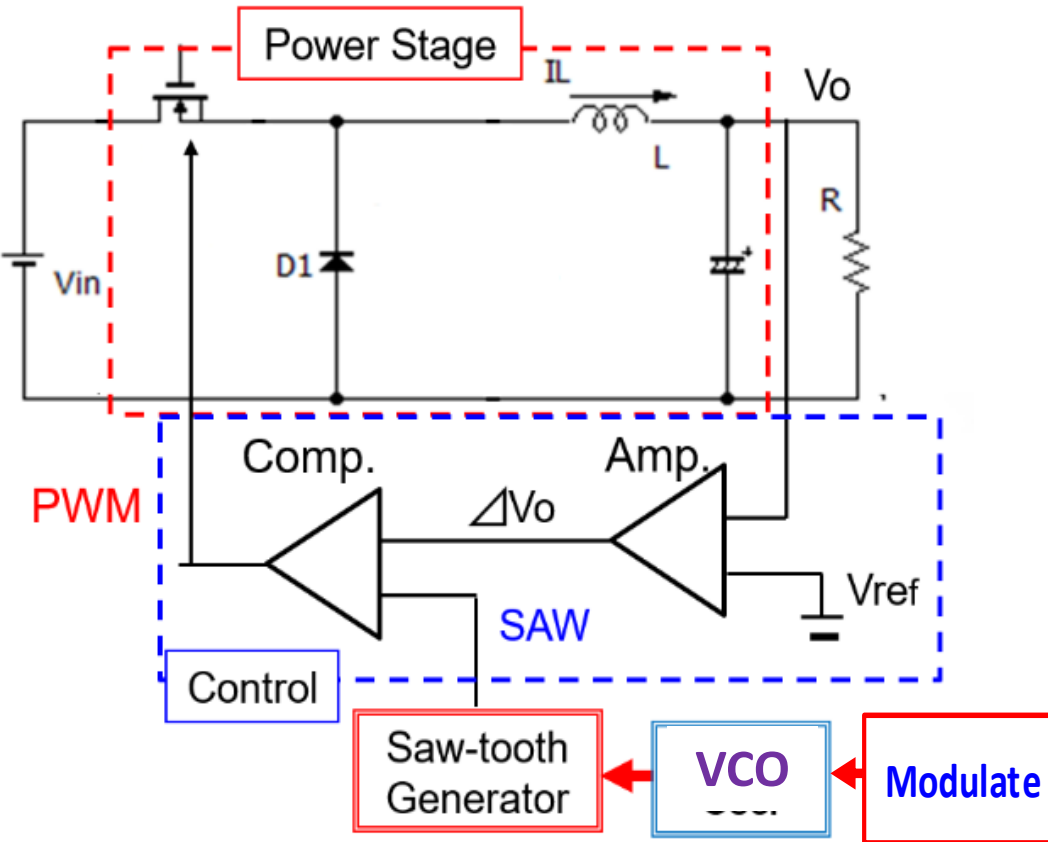 Power Stage
IL
Vo
L
R
Vin
D1
+
Comp.
Amp.
PWM
⊿Vo
Vref
SAW
Control
Saw-tooth
Generator
VCO
Modulate